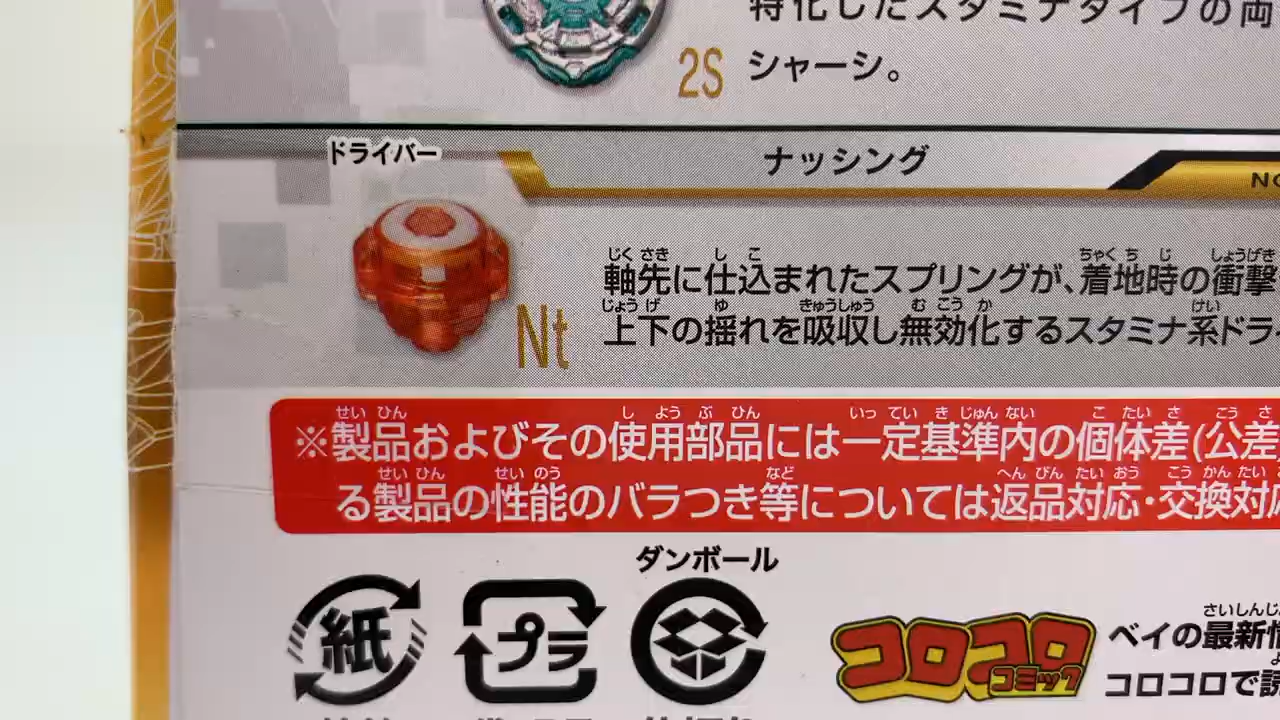 特化したスタミナタイプの両
2S シャーシ。
ドライバー
ナッシング
じく さき し こ ちゃく ち じ しょうげき
軸先に仕込まれたスプリングが、着地時の衝撃
じょう げ ゆ きゅうしゅう む こう か けい
上下の揺れを吸収し無効化するスタミナ系ドラ
Nt
せい ひん し よう ぶ ひん いっ てい き じゅん ない こ たい さ こう さ
※製品およびその使用部品には一定基準内の個体差(公差
せい ひん せい のう など へん ぴん たい おう こう かん たい
る製品の性能のバラつき等については返品対応・交換対応
ダンボール
紙
プラ
コロコロ
コミック
さいしんじ
ベイの最新情
コロコロで読